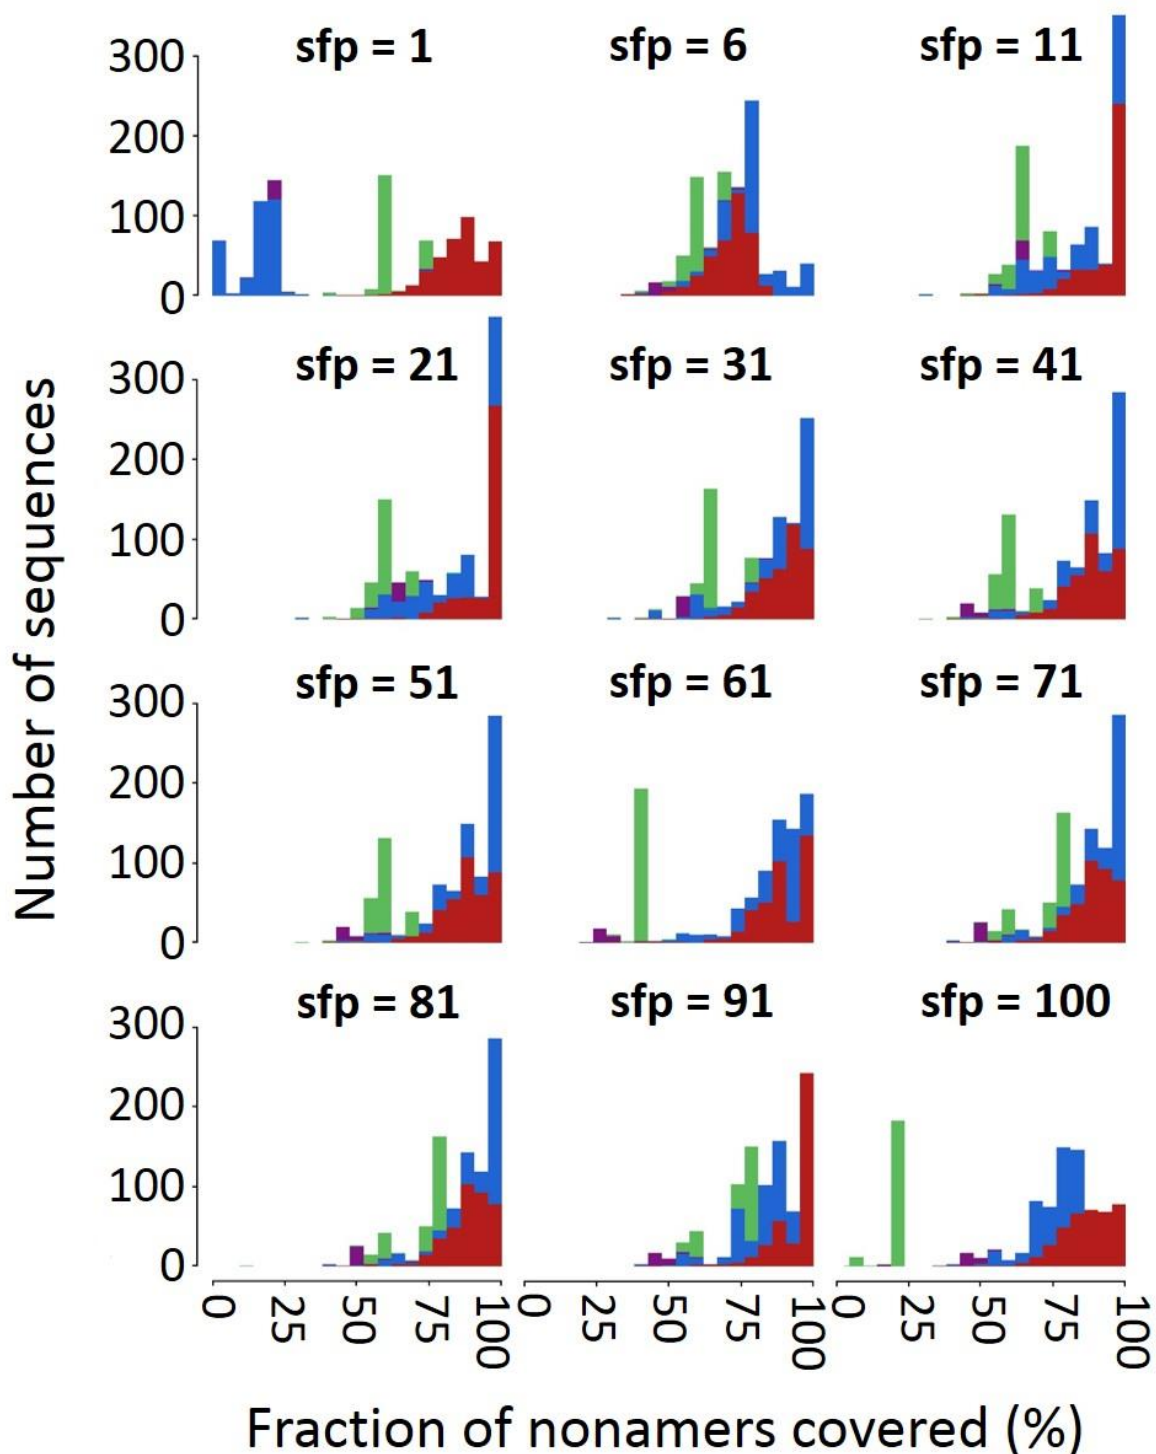 sfp = 1
sfp = 6
sfp = 11
300
200
100
0
sfp = 21
sfp = 31
sfp = 41
300
200
100
0
sfp = 51
sfp = 61
sfp = 71
300
200
100
0
sfp = 81
sfp = 91
sfp = 100
300
200
100
0
Number of sequences
0 25 50 75 100
0 25 50 75 100
0 25 50 75 100
Fraction of nonamers covered (%)